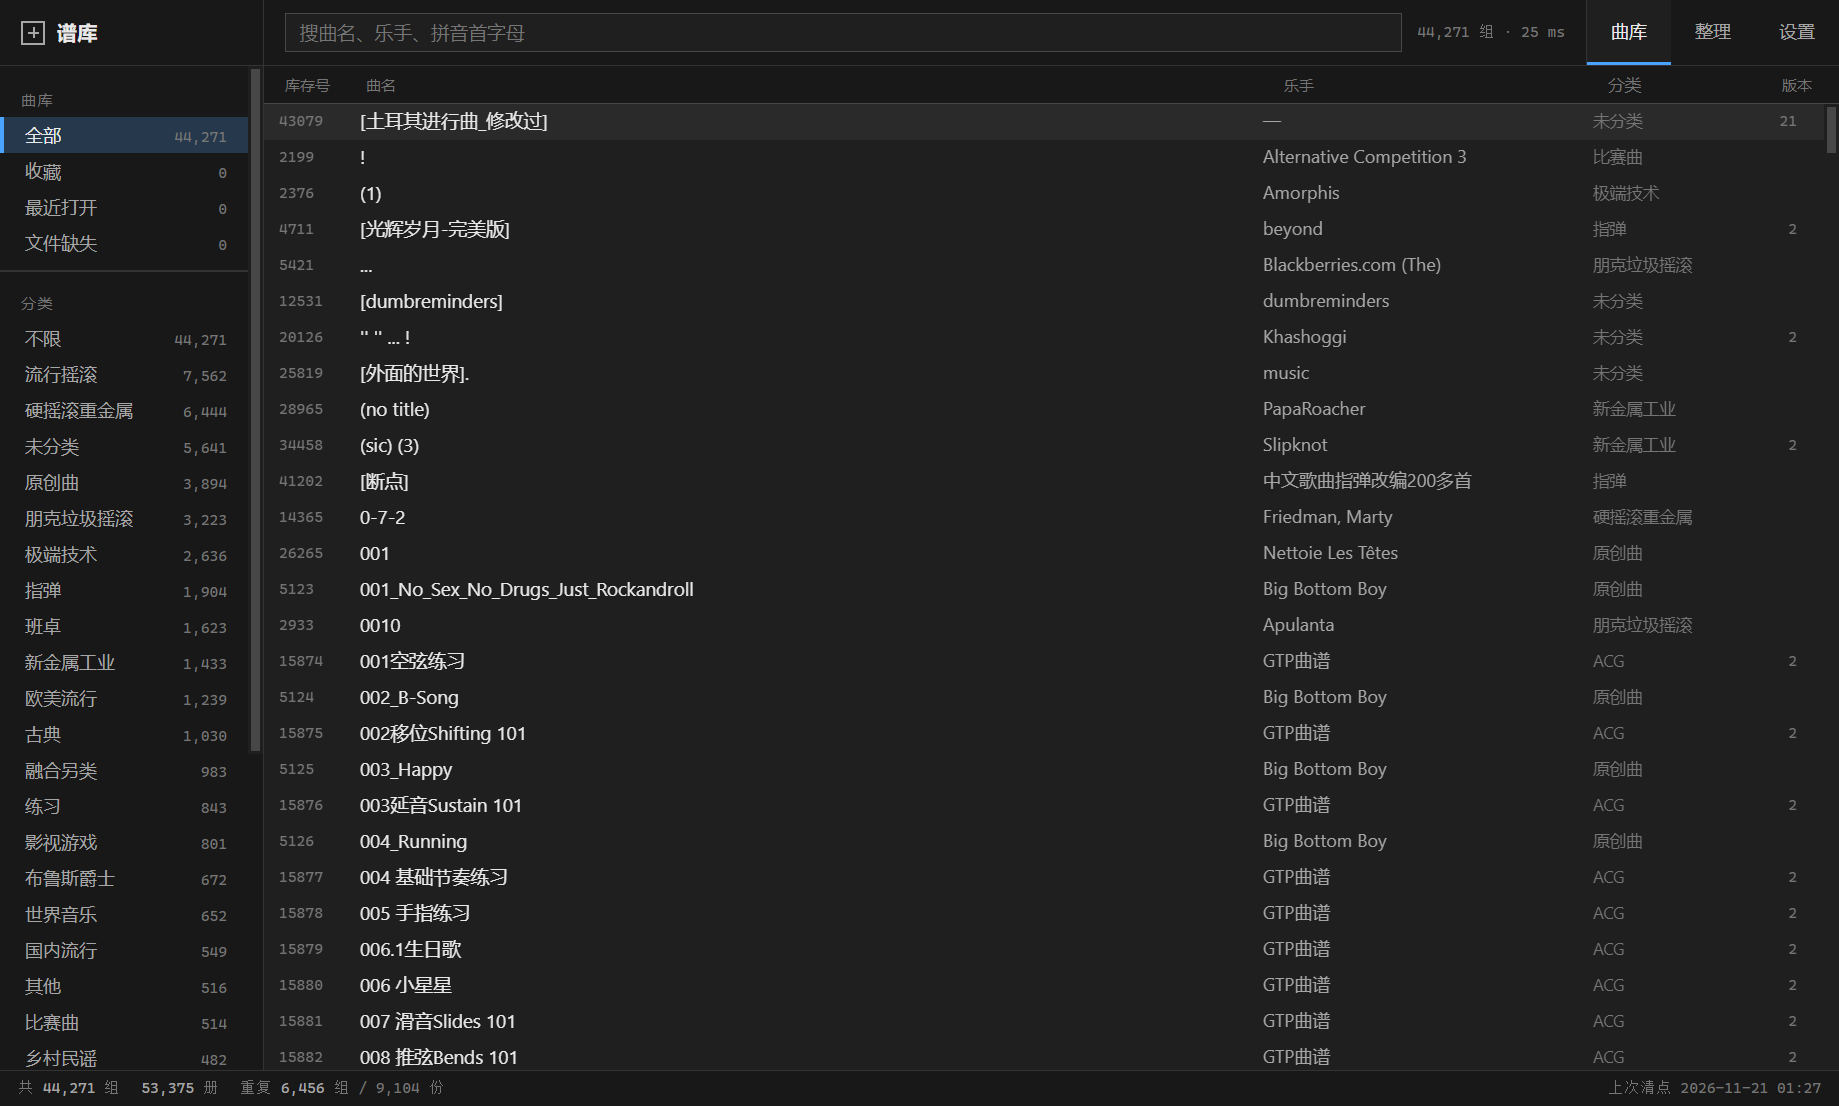 谱库
搜曲名、乐手、拼音首字母
44,271 组 · 25 ms
曲库 整理 设置
曲库
全部 44,271
收藏 0
最近打开 0
文件缺失 0
分类
不限 44,271
流行摇滚 7,562
硬摇滚重金属 6,444
未分类 5,641
原创曲 3,894
朋克垃圾摇滚 3,223
极端技术 2,636
指弹 1,904
班卓 1,623
新金属工业 1,433
欧美流行 1,239
古典 1,030
融合另类 983
练习 843
影视游戏 801
布鲁斯爵士 672
世界音乐 652
国内流行 549
其他 516
比赛曲 514
乡村民谣 482
库存号 曲名 乐手 分类 版本
43079 [土耳其进行曲_修改过] — 未分类 21
2199 ! Alternative Competition 3 比赛曲
2376 (1) Amorphis 极端技术
4711 [光辉岁月-完美版] beyond 指弹 2
5421 ... Blackberries.com (The) 朋克垃圾摇滚
12531 [dumbreminders] dumbreminders 未分类
20126 '' '' ... ! Khashoggi 未分类 2
25819 [外面的世界]. music 未分类
28965 (no title) PapaRoacher 新金属工业
34458 (sic) (3) Slipknot 新金属工业 2
41202 [断点] 中文歌曲指弹改编200多首 指弹
14365 0-7-2 Friedman, Marty 硬摇滚重金属
26265 001 Nettoie Les Têtes 原创曲
5123 001_No_Sex_No_Drugs_Just_Rockandroll Big Bottom Boy 原创曲
2933 0010 Apulanta 朋克垃圾摇滚
15874 001空弦练习 GTP曲谱 ACG 2
5124 002_B-Song Big Bottom Boy 原创曲
15875 002移位Shifting 101 GTP曲谱 ACG 2
5125 003_Happy Big Bottom Boy 原创曲
15876 003延音Sustain 101 GTP曲谱 ACG 2
5126 004_Running Big Bottom Boy 原创曲
15877 004 基础节奏练习 GTP曲谱 ACG 2
15878 005 手指练习 GTP曲谱 ACG 2
15879 006.1生日歌 GTP曲谱 ACG 2
15880 006 小星星 GTP曲谱 ACG 2
15881 007 滑音Slides 101 GTP曲谱 ACG 2
15882 008 推弦Bends 101 GTP曲谱 ACG 2
共 44,271 组 53,375 册 重复 6,456 组 / 9,104 份
上次清点 2026-11-21 01:27